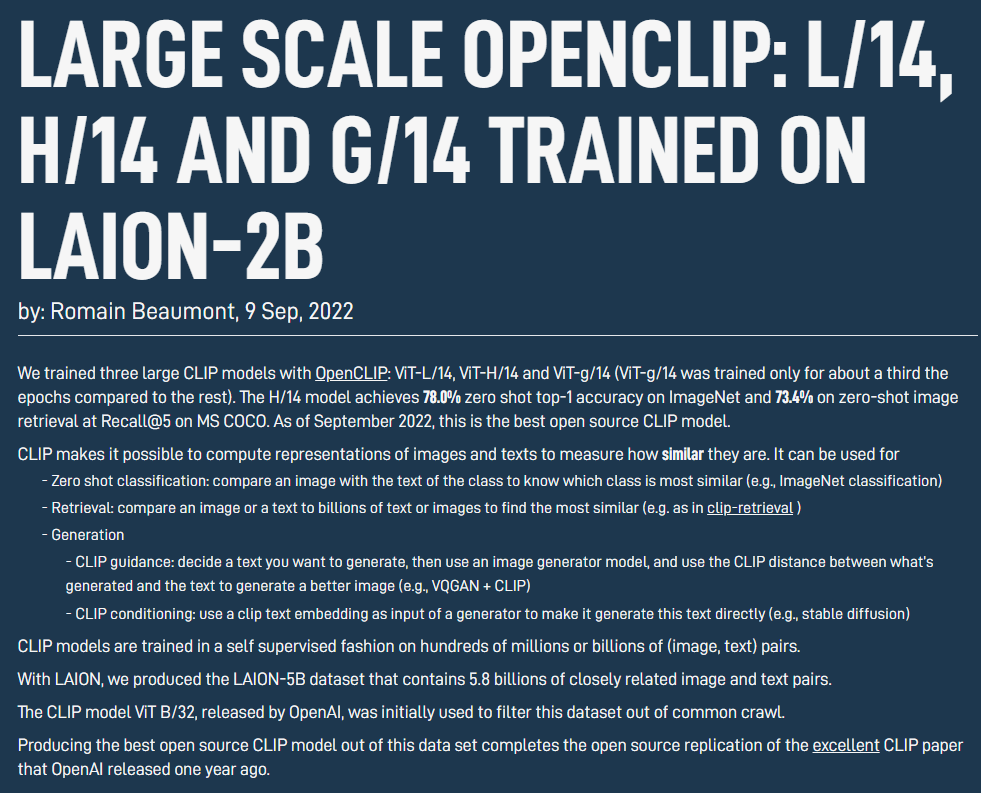 LARGE SCALE OPENCLIP: L/14,
H/14 AND G/14 TRAINED ON
LAION-2B
by: Romain Beaumont, 9 Sep, 2022
We trained three large CLIP models with OpenCLIP: ViT-L/14, ViT-H/14 and ViT-g/14 (ViT-g/14 was trained only for about a third the
epochs compared to the rest). The H/14 model achieves 78.0% zero shot top-1 accuracy on ImageNet and 73.4% on zero-shot image
retrieval at Recall@5 on MS COCO. As of September 2022, this is the best open source CLIP model.
CLIP makes it possible to compute representations of images and texts to measure how similar they are. It can be used for
- Zero shot classification: compare an image with the text of the class to know which class is most similar (e.g., ImageNet classification)
- Retrieval: compare an image or a text to billions of text or images to find the most similar (e.g. as in clip-retrieval )
- Generation
- CLIP guidance: decide a text you want to generate, then use an image generator model, and use the CLIP distance between what's
generated and the text to generate a better image (e.g., VQGAN + CLIP)
- CLIP conditioning: use a clip text embedding as input of a generator to make it generate this text directly (e.g., stable diffusion)
CLIP models are trained in a self supervised fashion on hundreds of millions or billions of (image, text) pairs.
With LAION, we produced the LAION-5B dataset that contains 5.8 billions of closely related image and text pairs.
The CLIP model ViT B/32, released by OpenAI, was initially used to filter this dataset out of common crawl.
Producing the best open source CLIP model out of this data set completes the open source replication of the excellent CLIP paper
that OpenAI released one year ago.